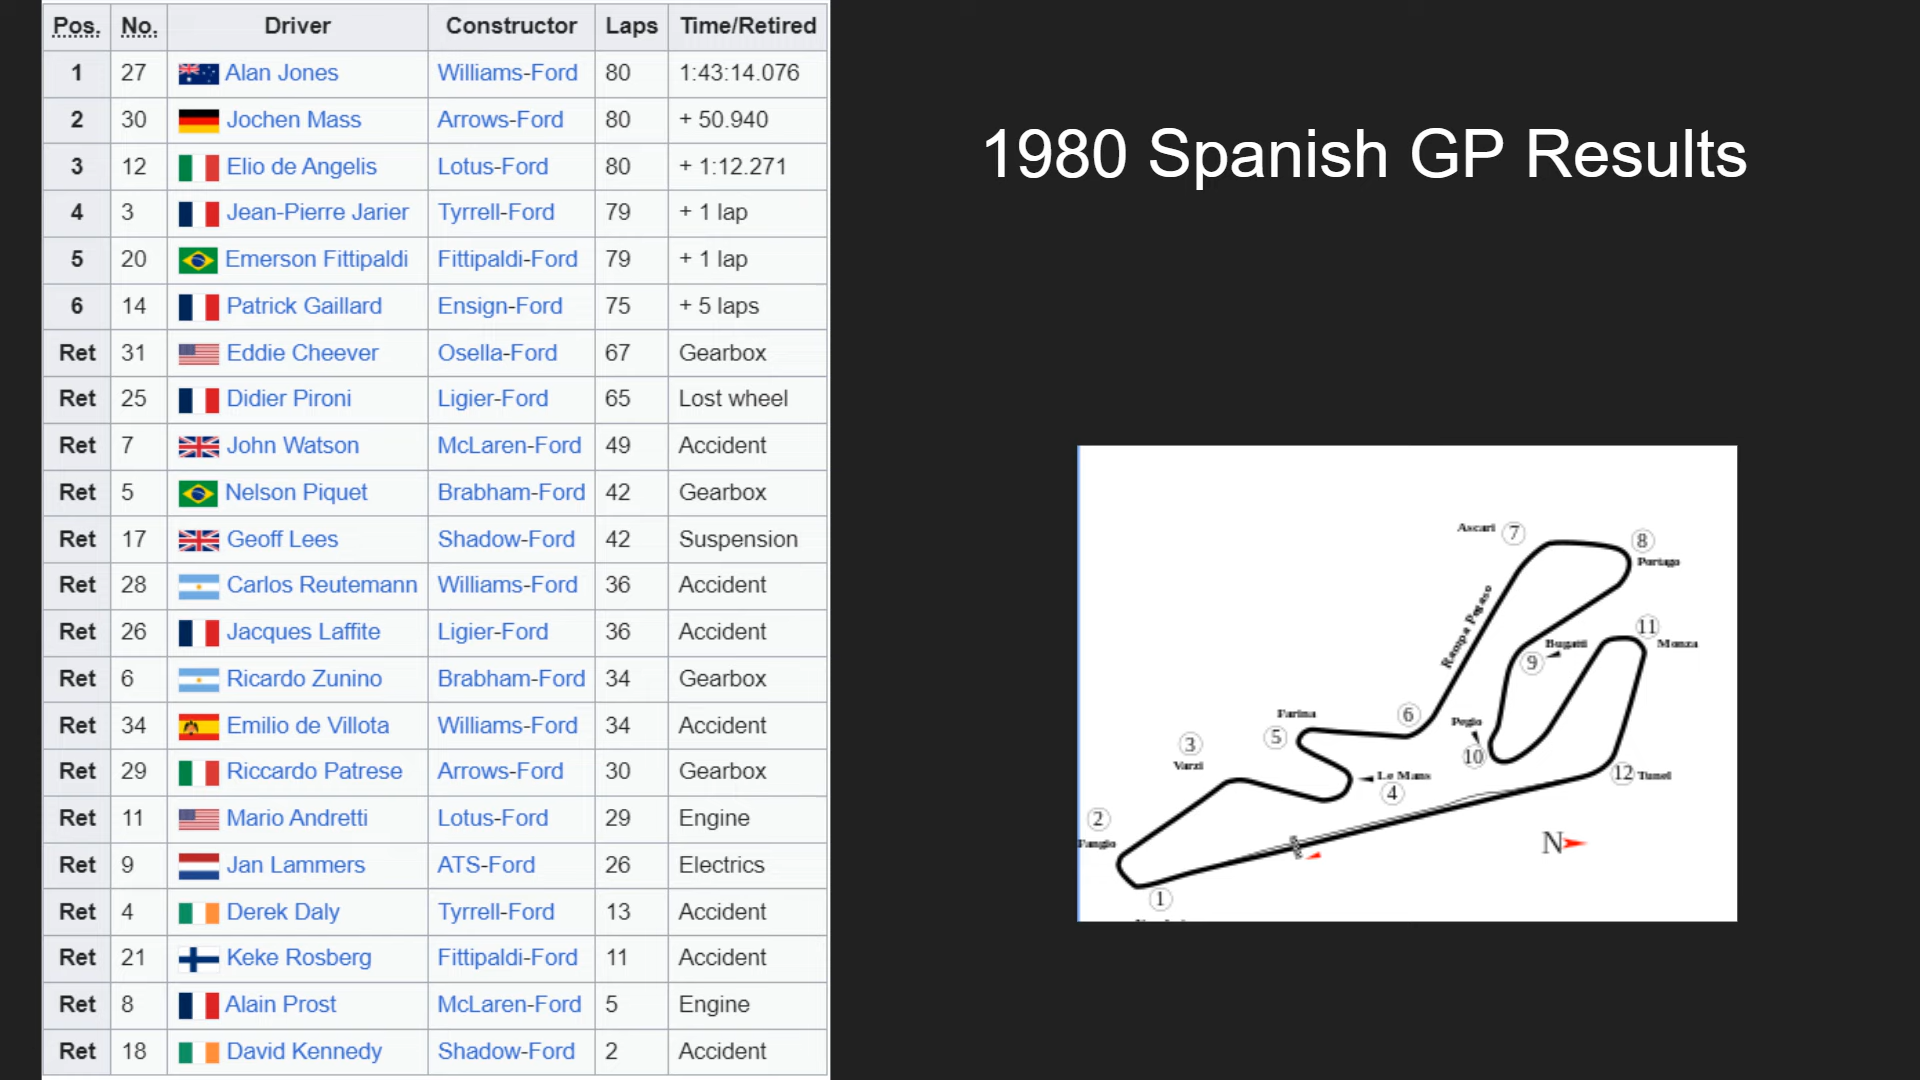 Pos. No. Driver Constructor Laps Time/Retired
1 27 Alan Jones Williams-Ford 80 1:43:14.076
2 30 Jochen Mass Arrows-Ford 80 + 50.940
3 12 Elio de Angelis Lotus-Ford 80 + 1:12.271
4 3 Jean-Pierre Jarier Tyrrell-Ford 79 + 1 lap
5 20 Emerson Fittipaldi Fittipaldi-Ford 79 + 1 lap
6 14 Patrick Gaillard Ensign-Ford 75 + 5 laps
Ret 31 Eddie Cheever Osella-Ford 67 Gearbox
Ret 25 Didier Pironi Ligier-Ford 65 Lost wheel
Ret 7 John Watson McLaren-Ford 49 Accident
Ret 5 Nelson Piquet Brabham-Ford 42 Gearbox
Ret 17 Geoff Lees Shadow-Ford 42 Suspension
Ret 28 Carlos Reutemann Williams-Ford 36 Accident
Ret 26 Jacques Laffite Ligier-Ford 36 Accident
Ret 6 Ricardo Zunino Brabham-Ford 34 Gearbox
Ret 34 Emilio de Villota Williams-Ford 34 Accident
Ret 29 Riccardo Patrese Arrows-Ford 30 Gearbox
Ret 11 Mario Andretti Lotus-Ford 29 Engine
Ret 9 Jan Lammers ATS-Ford 26 Electrics
Ret 4 Derek Daly Tyrrell-Ford 13 Accident
Ret 21 Keke Rosberg Fittipaldi-Ford 11 Accident
Ret 8 Alain Prost McLaren-Ford 5 Engine
Ret 18 David Kennedy Shadow-Ford 2 Accident
1980 Spanish GP Results
Ascari 7
8
Portago
Rampa Pegaso
11
Monza
Bugatti
9
Farina
5
6
Pegio
10
3
Varzi
Le Mans
4
12 Tunel
2
Fangio
N
1